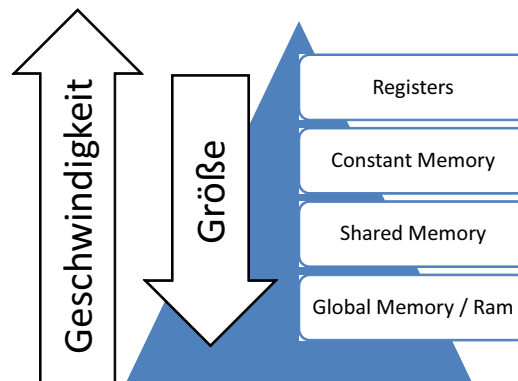 Geschwindigkeit
Größe
Registers
Constant Memory
Shared Memory
Global Memory / Ram